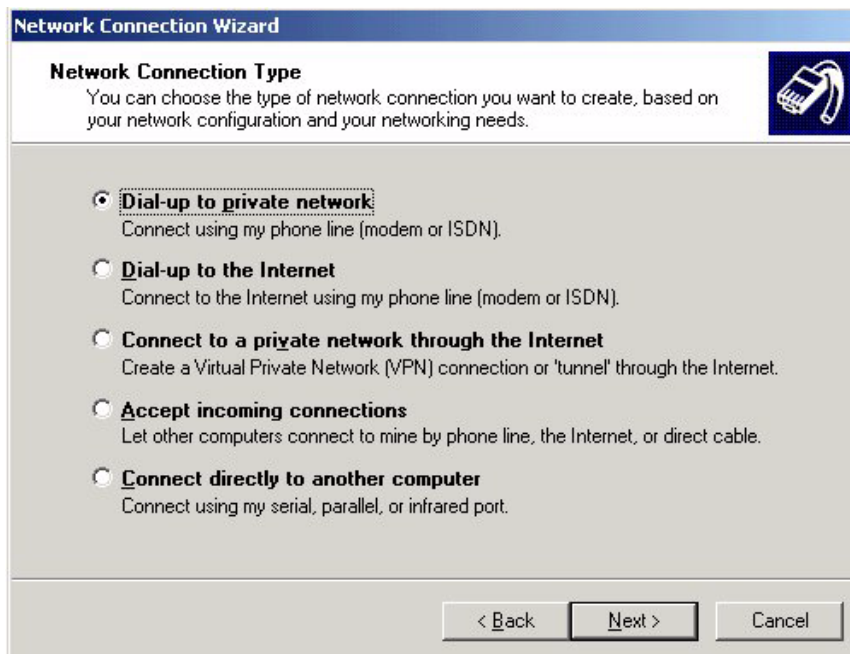 Network Connection Wizard
Network Connection Type
You can choose the type of network connection you want to create, based on
your network configuration and your networking needs.
Dial-up to private network
Connect using my phone line (modem or ISDN).
Dial-up to the Internet
Connect to the Internet using my phone line (modem or ISDN).
Connect to a private network through the Internet
Create a Virtual Private Network (VPN) connection or 'tunnel' through the Internet.
Accept incoming connections
Let other computers connect to mine by phone line, the Internet, or direct cable.
Connect directly to another computer
Connect using my serial, parallel, or infrared port.
< Back Next > Cancel